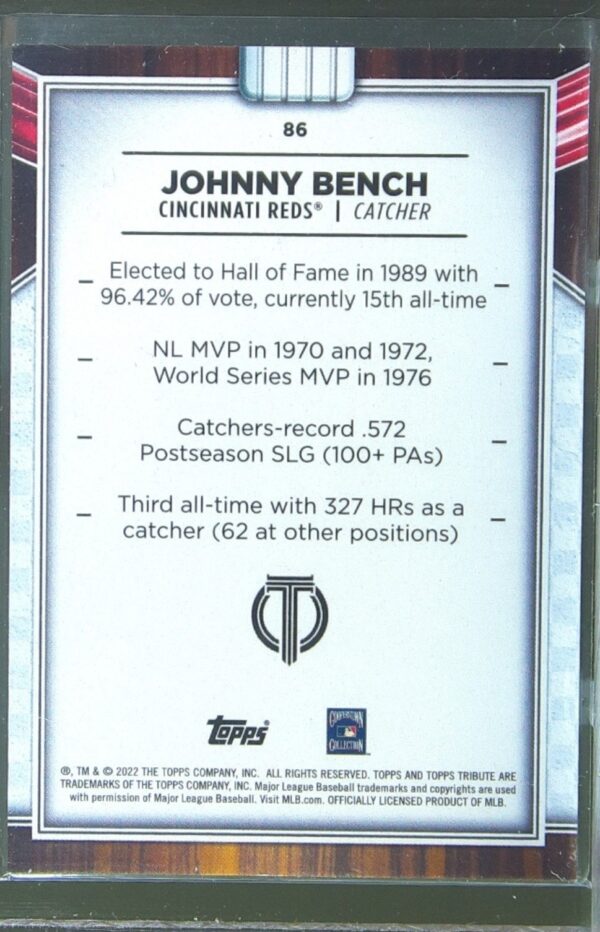 86
JOHNNY BENCH
CINCINNATI REDS® | CATCHER
Elected to Hall of Fame in 1989 with
96.42% of vote, currently 15th all-time
NL MVP in 1970 and 1972,
World Series MVP in 1976
Catchers-record .572
Postseason SLG (100+ PAs)
Third all-time with 327 HRs as a
catcher (62 at other positions)
T
topps®
COOPERSTOWN
COLLECTION
®, TM & © 2022 THE TOPPS COMPANY, INC. ALL RIGHTS RESERVED. TOPPS AND TOPPS TRIBUTE ARE
TRADEMARKS OF THE TOPPS COMPANY, INC. Major League Baseball trademarks and copyrights are used
with permission of Major League Baseball. Visit MLB.com. OFFICIALLY LICENSED PRODUCT OF MLB.